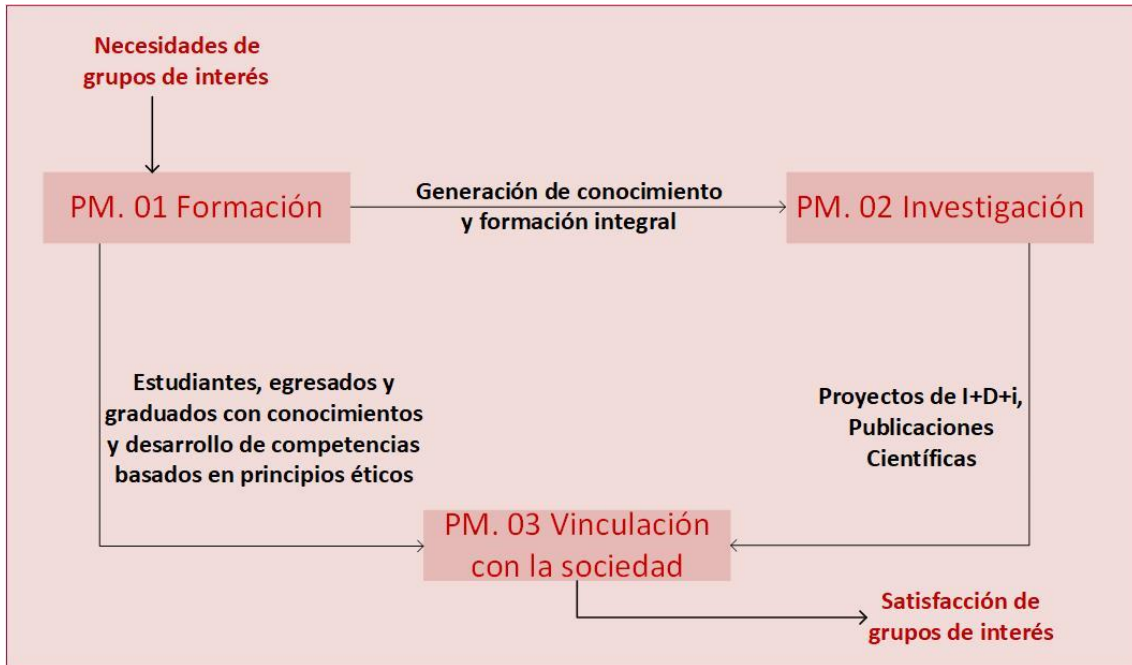 Necesidades de
grupos de interés
PM. 01 Formación
Generación de conocimiento
y formación integral
PM. 02 Investigación
Estudiantes, egresados y
graduados con conocimientos
y desarrollo de competencias
basados en principios éticos
Proyectos de I+D+i,
Publicaciones
Científicas
PM. 03 Vinculación
con la sociedad
Satisfacción de
grupos de interés